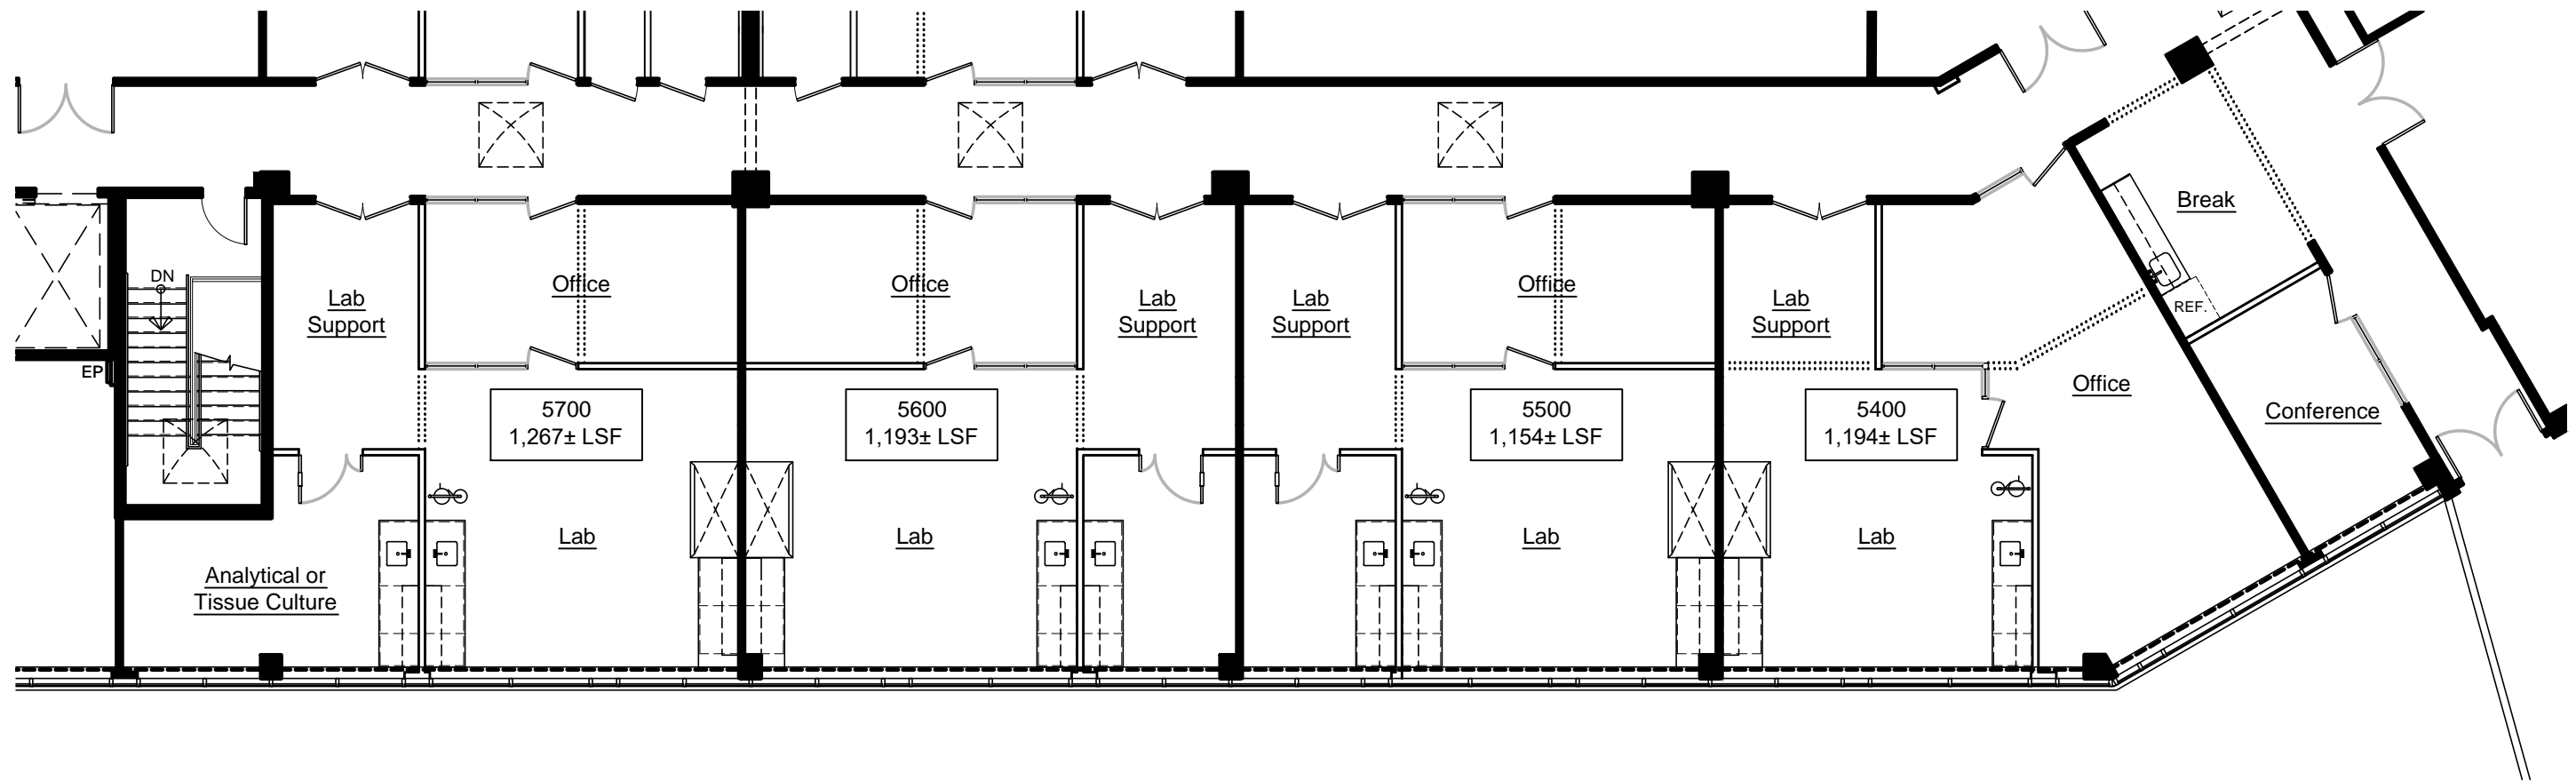 Break
DN
Office
Office
Office
Lab
Support
Lab
Support
Lab
Support
Lab
Support
REF.
EP
Office
5700
1,267± LSF
5600
1,193± LSF
5500
1,154± LSF
5400
1,194± LSF
Conference
Lab
Lab
Lab
Lab
Analytical or
Tissue Culture